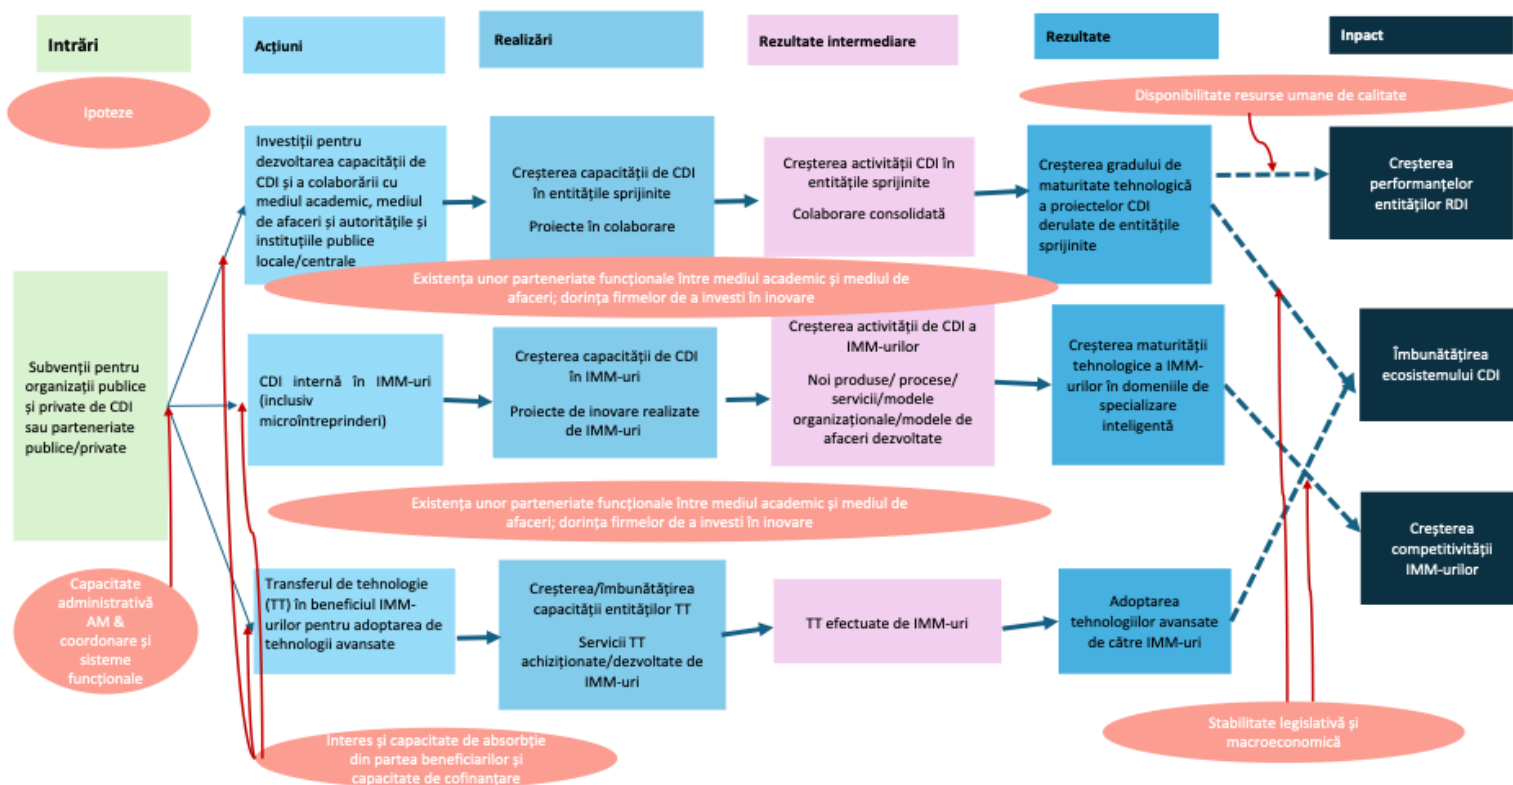 Intrări
Acțiuni
Realizări
Rezultate intermediare
Rezultate
Inpact
Ipoteze
Disponibilitate resurse umane de calitate
Investiții pentru
dezvoltarea capacității de
CDI și a colaborării cu
mediul academic, mediul
de afaceri și autoritățile și
instituțiile publice
locale/centrale
Creșterea capacității de CDI
în entitățile sprijinite
Proiecte în colaborare
Creșterea activității CDI în
entitățile sprijinite
Colaborare consolidată
Creșterea gradului de
maturitate tehnologică
a proiectelor CDI
derulate de entitățile
sprijinite
Creșterea
performanțelor
entităților RDI
Existența unor parteneriate funcționale între mediul academic și mediul de
afaceri; dorința firmelor de a investi în inovare
Subvenții pentru
organizații publice
și private de CDI
sau parteneriate
publice/private
CDI internă în IMM-uri
(inclusiv
microîntreprinderi)
Creșterea capacității de CDI
în IMM-uri
Proiecte de inovare realizate
de IMM-uri
Creșterea activității de CDI a
IMM-urilor
Noi produse/ procese/
servicii/modele
organizaționale/modele de
afaceri dezvoltate
Creșterea maturității
tehnologice a IMM-
urilor în domeniile de
specializare
inteligentă
Îmbunătățirea
ecosistemului CDI
Existența unor parteneriate funcționale între mediul academic și mediul de
afaceri; dorința firmelor de a investi în inovare
Creșterea
competitivității
IMM-urilor
Capacitate
administrativă
AM &
coordonare și
sisteme
funcționale
Transferul de tehnologie
(TT) în beneficiul IMM-
urilor pentru adoptarea de
tehnologii avansate
Creșterea/îmbunătățirea
capacității entităților TT
Servicii TT
achiziționate/dezvoltate de
IMM-uri
TT efectuate de IMM-uri
Adoptarea
tehnologiilor avansate
de către IMM-uri
Interes și capacitate de absorbție
din partea beneficiarilor și
capacitate de cofinanțare
Stabilitate legislativă și
macroeconomică